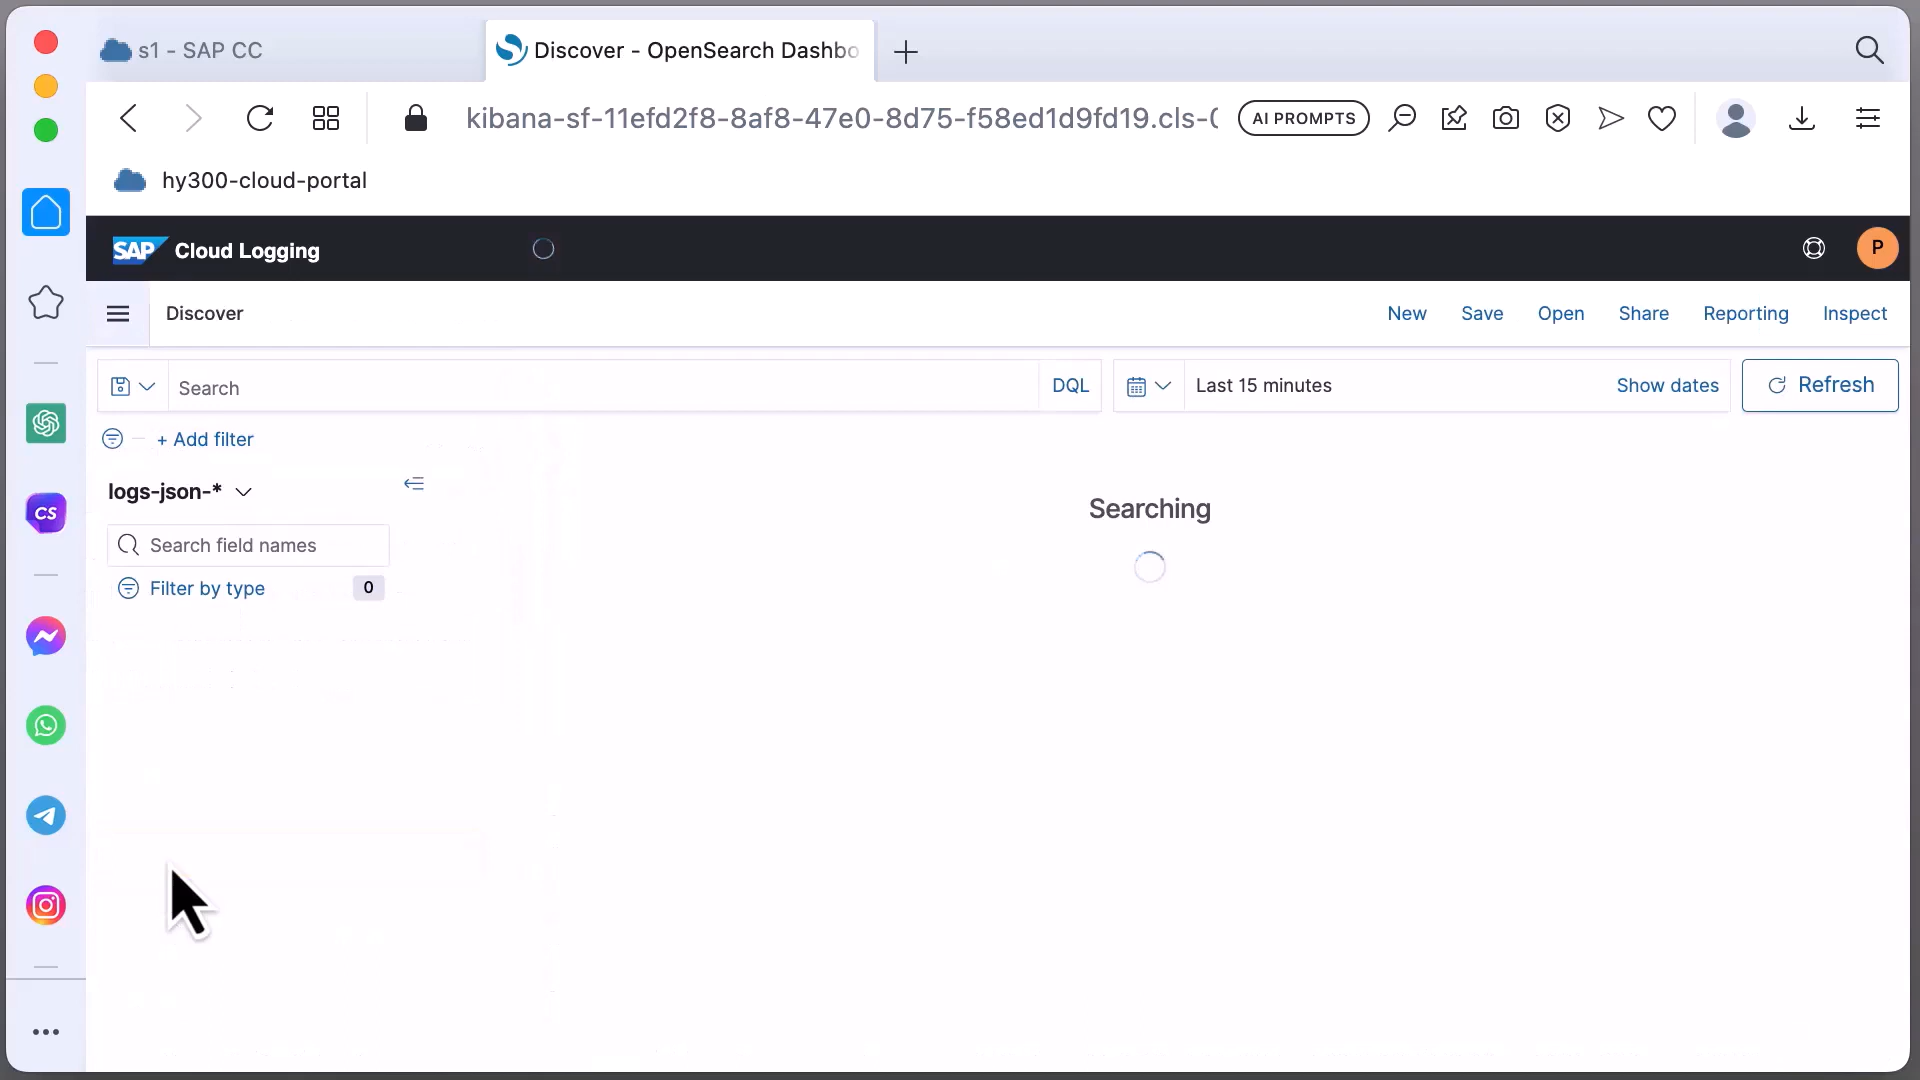 s1 - SAP CC
Discover - OpenSearch Dashbo
kibana-sf-11efd2f8-8af8-47e0-8d75-f58ed1d9fd19.cls-0
AI PROMPTS
hy300-cloud-portal
SAP Cloud Logging
P
Discover
New
Save
Open
Share
Reporting
Inspect
Search
DQL
Last 15 minutes
Show dates
Refresh
+ Add filter
logs-json-*
Searching
CS
Search field names
Filter by type
0